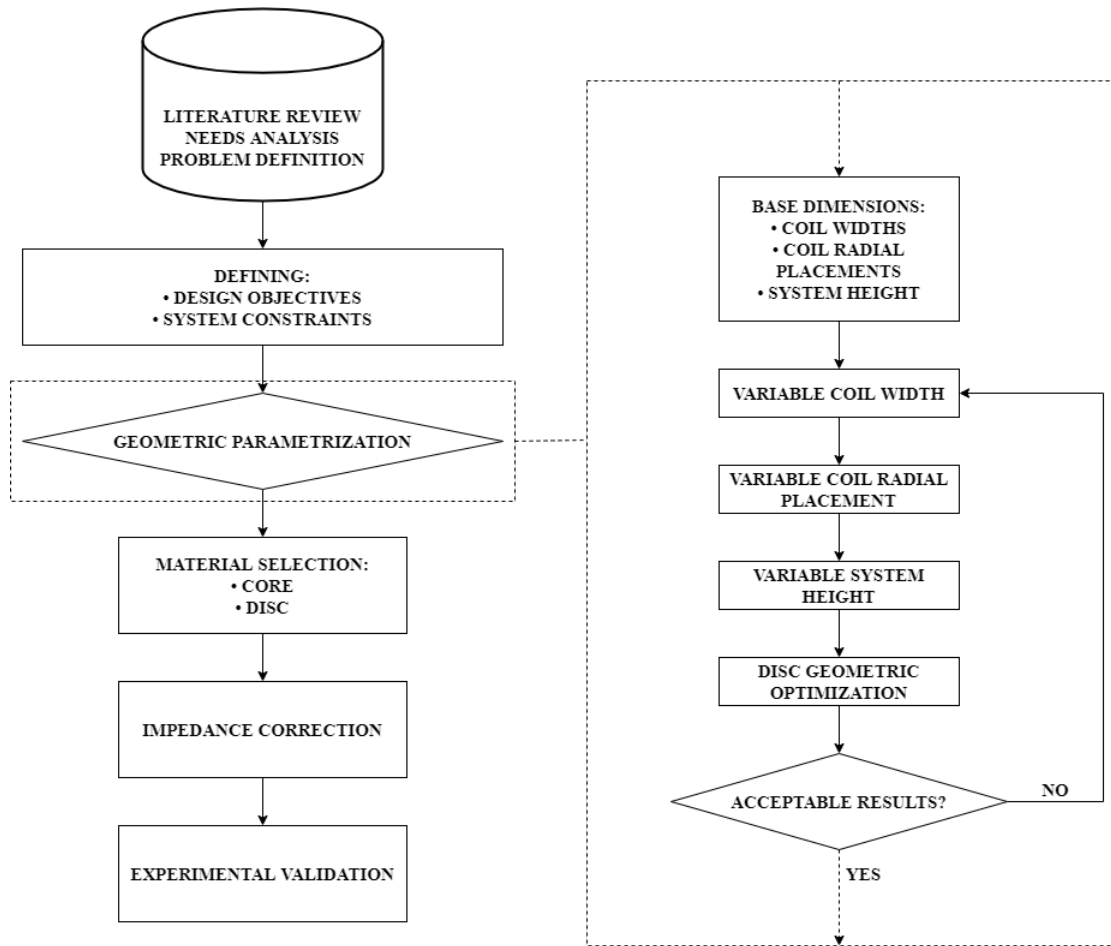 LITERATURE REVIEW
NEEDS ANALYSIS
PROBLEM DEFINITION
DEFINING:
• DESIGN OBJECTIVES
• SYSTEM CONSTRAINTS
GEOMETRIC PARAMETRIZATION
MATERIAL SELECTION:
• CORE
• DISC
IMPEDANCE CORRECTION
EXPERIMENTAL VALIDATION
BASE DIMENSIONS:
• COIL WIDTHS
• COIL RADIAL
PLACEMENTS
• SYSTEM HEIGHT
VARIABLE COIL WIDTH
VARIABLE COIL RADIAL
PLACEMENT
VARIABLE SYSTEM
HEIGHT
DISC GEOMETRIC
OPTIMIZATION
ACCEPTABLE RESULTS?
NO
YES